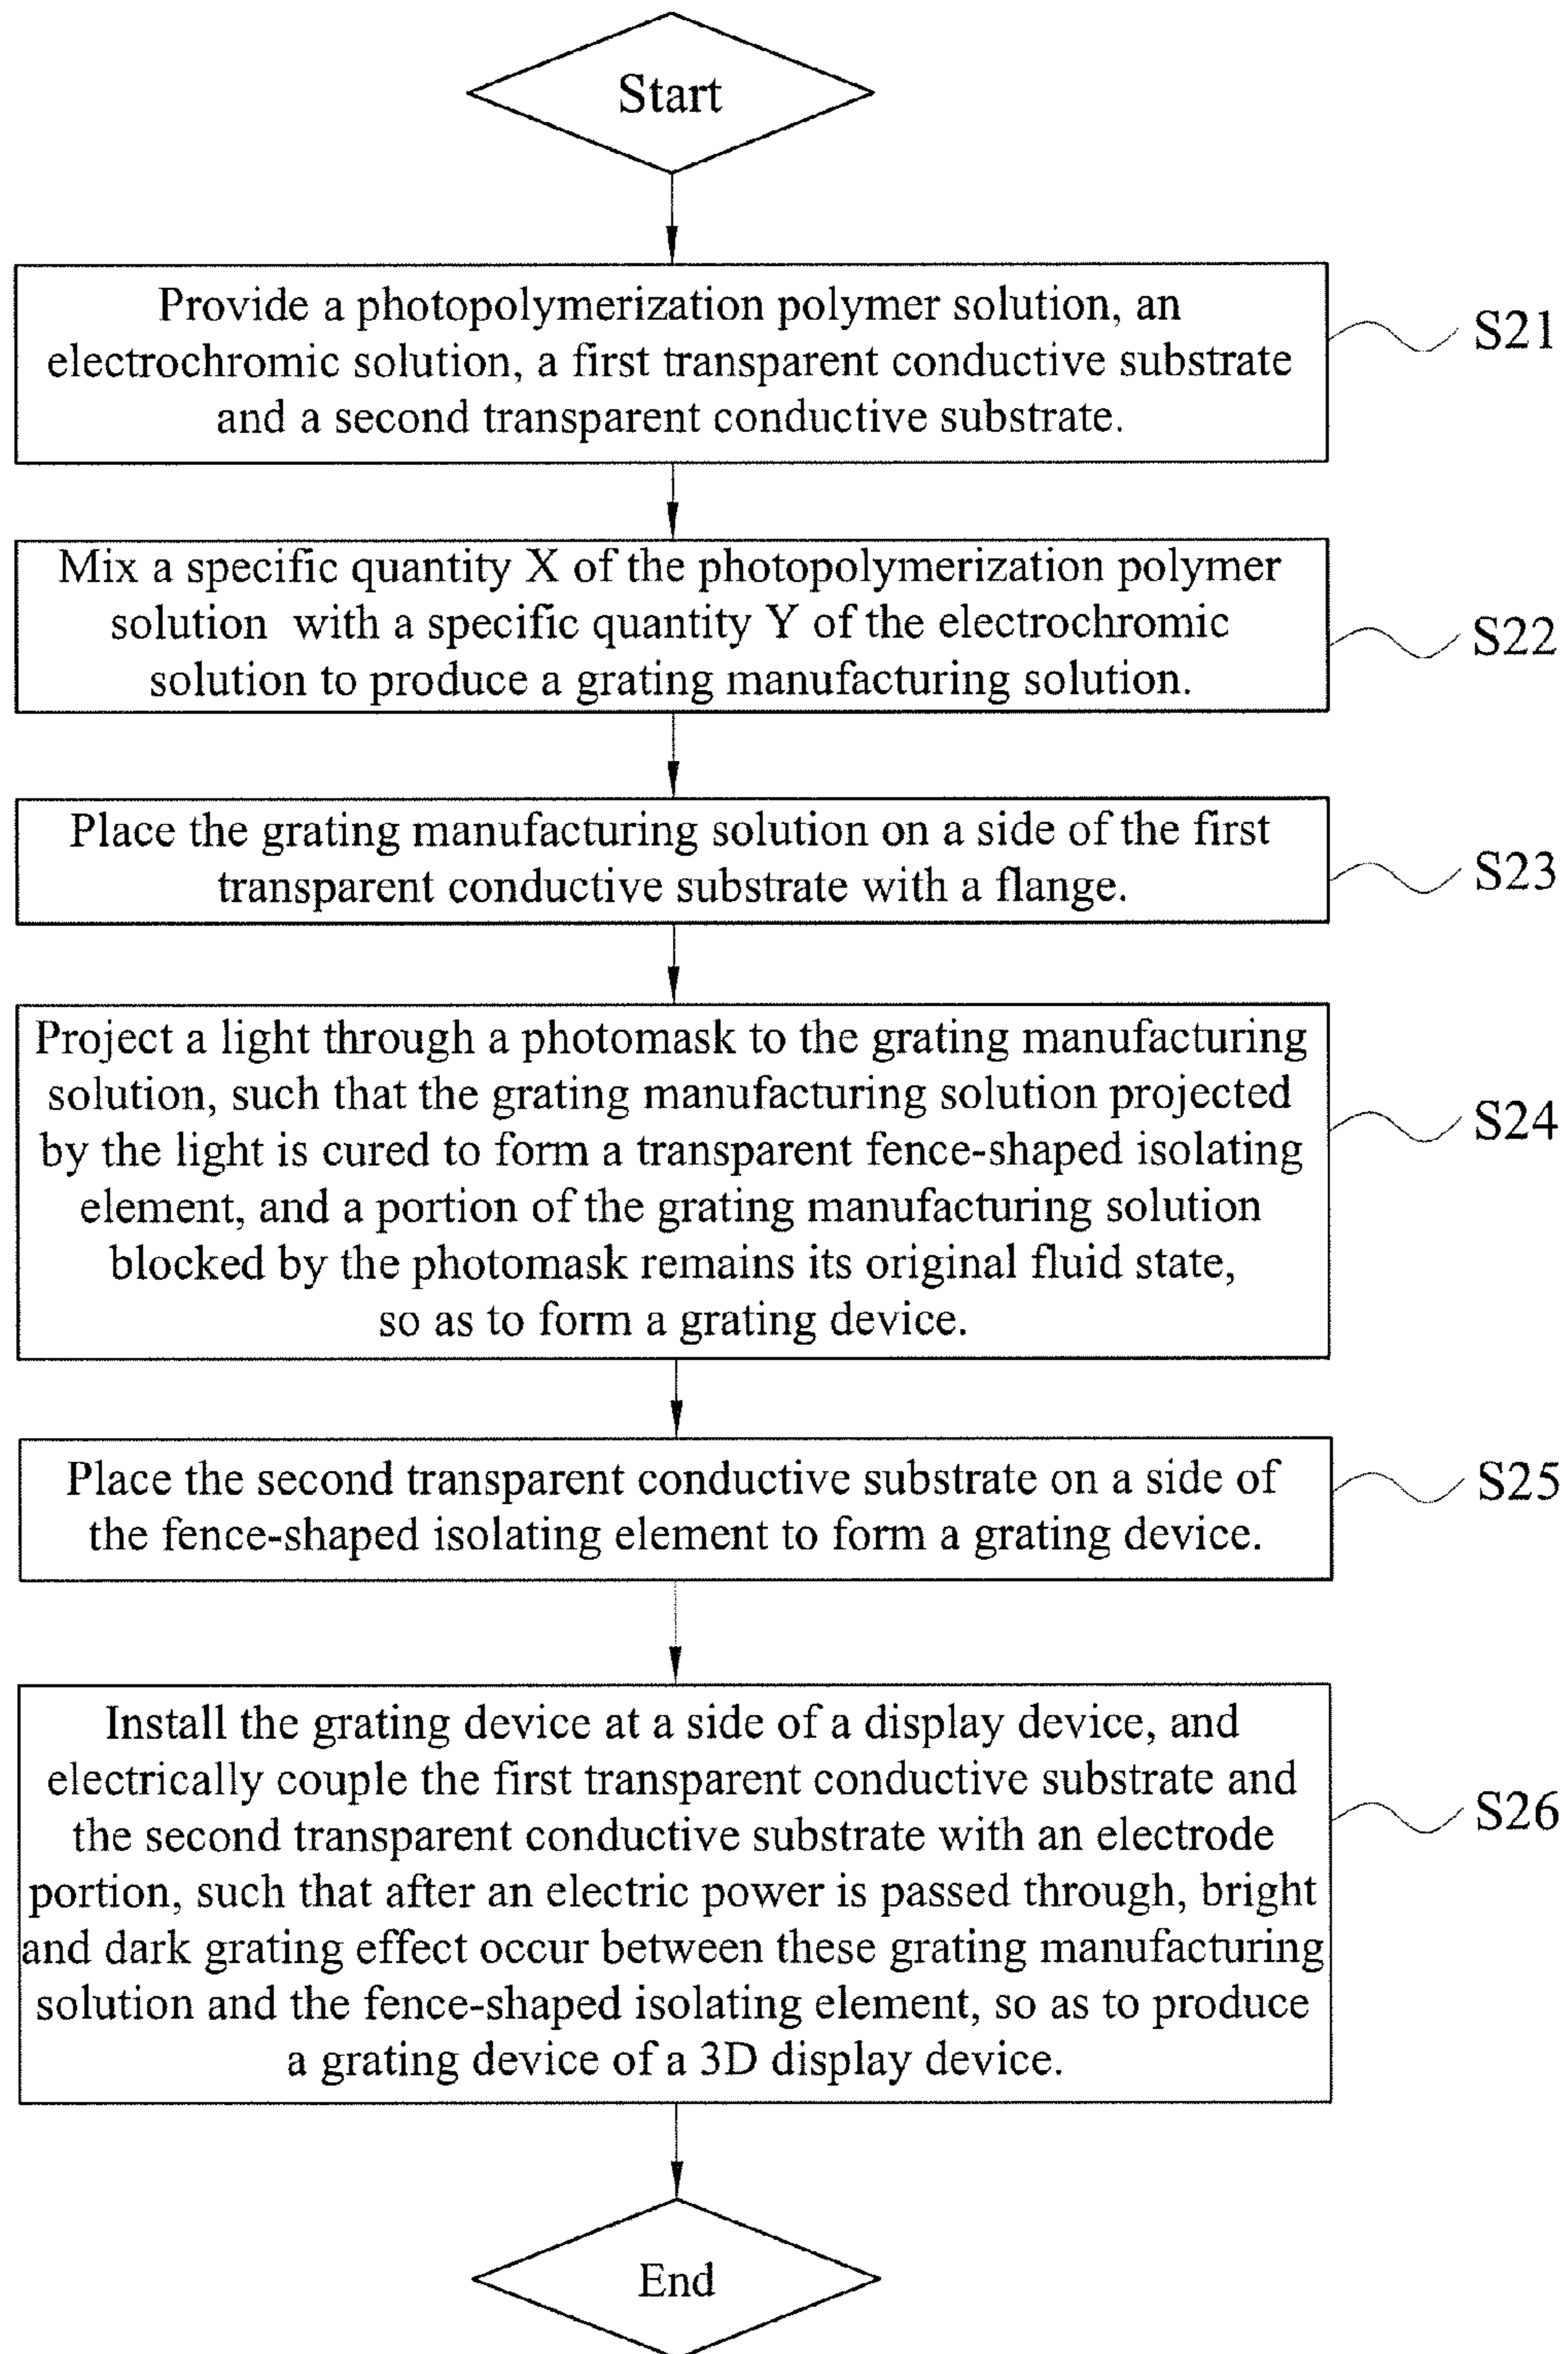 Start
Provide a photopolymerization polymer solution, an
electrochromic solution, a first transparent conductive substrate
and a second transparent conductive substrate.
S21
Mix a specific quantity X of the photopolymerization polymer
solution with a specific quantity Y of the electrochromic
solution to produce a grating manufacturing solution.
S22
Place the grating manufacturing solution on a side of the first
transparent conductive substrate with a flange.
S23
Project a light through a photomask to the grating manufacturing
solution, such that the grating manufacturing solution projected
by the light is cured to form a transparent fence-shaped isolating
element, and a portion of the grating manufacturing solution
blocked by the photomask remains its original fluid state,
so as to form a grating device.
S24
Place the second transparent conductive substrate on a side of
the fence-shaped isolating element to form a grating device.
S25
Install the grating device at a side of a display device, and
electrically couple the first transparent conductive substrate and
the second transparent conductive substrate with an electrode
portion, such that after an electric power is passed through, bright
and dark grating effect occur between these grating manufacturing
solution and the fence-shaped isolating element, so as to produce
a grating device of a 3D display device.
S26
End